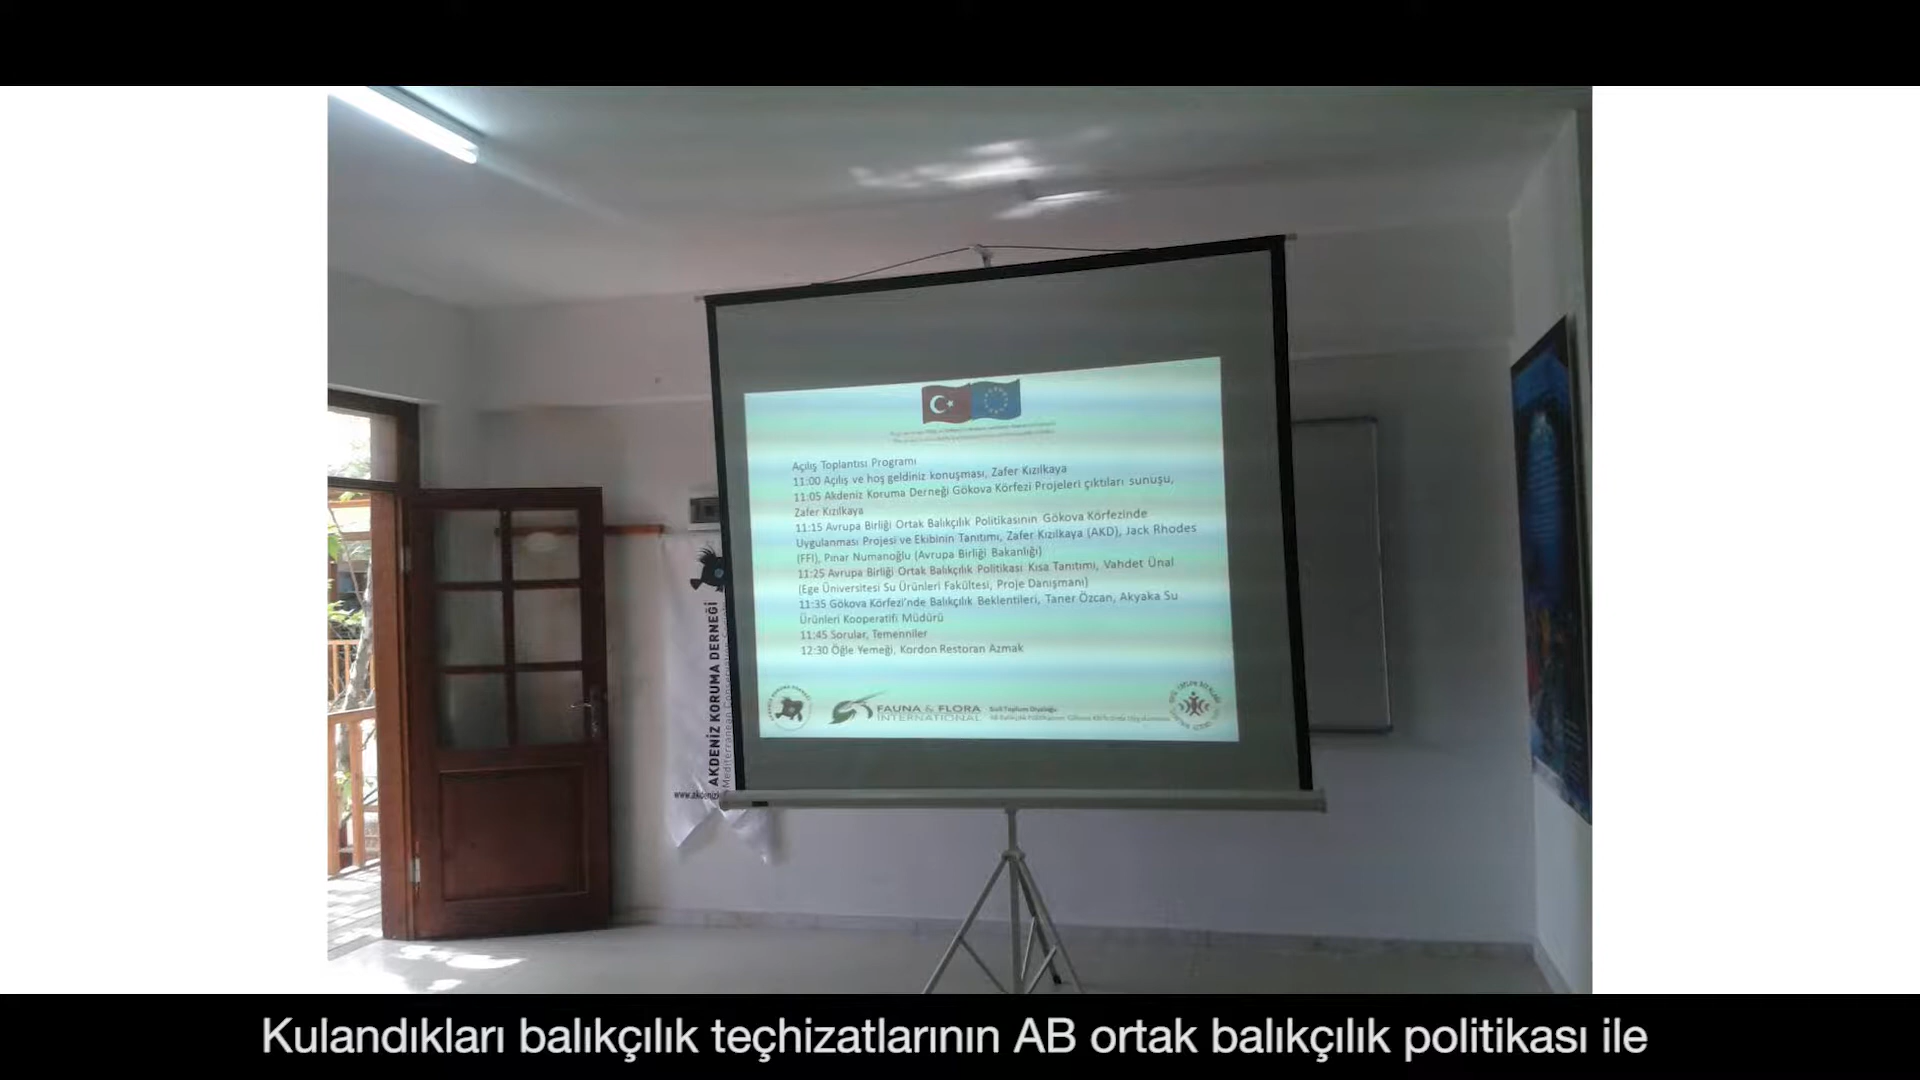 Açılış Toplantısı Programı
11:00 Açılış ve hoş geldiniz konuşması, Zafer Kızılkaya
11:05 Akdeniz Koruma Derneği Gökova Körfezi Projeleri çıktıları sunuşu,
Zafer Kızılkaya
11:15 Avrupa Birliği Ortak Balıkçılık Politikasının Gökova Körfezinde
Uygulanması Projesi ve Ekibinin Tanıtımı, Zafer Kızılkaya (AKD), Jack Rhodes
(FFI), Pınar Numanoğlu (Avrupa Birliği Bakanlığı)
11:25 Avrupa Birliği Ortak Balıkçılık Politikası Kısa Tanıtımı, Vahdet Ünal
(Ege Üniversitesi Su Ürünleri Fakültesi, Proje Danışmanı)
11:35 Gökova Körfezi'nde Balıkçılık Beklentileri, Taner Özcan, Akyaka Su
Ürünleri Kooperatifi Müdürü
11:45 Sorular, Temenniler
12:30 Öğle Yemeği, Kordon Restoran Azmak
FAUNA & FLORA
INTERNATIONAL
Sivil Toplum Diyaloğu
AKDENİZ KORUMA DERNEĞİ
Mediterranean Conservation
Kulandıkları balıkçılık teçhizatlarının AB ortak balıkçılık politikası ile